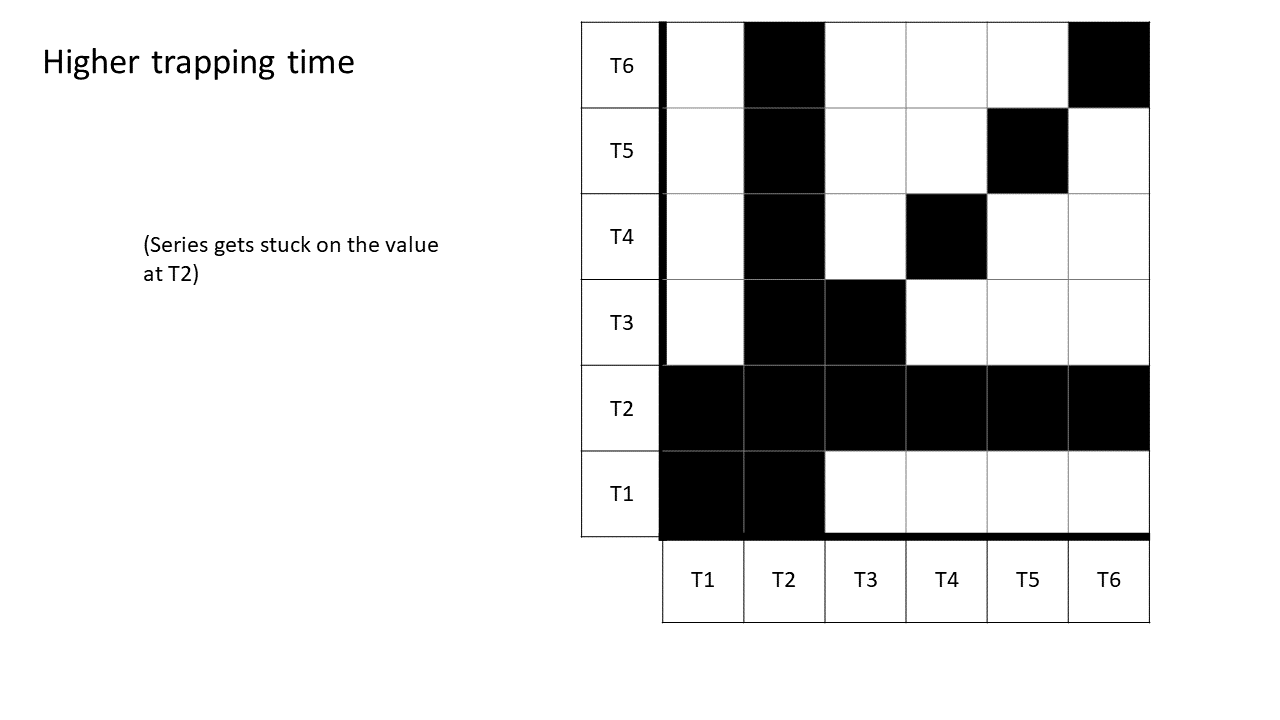 Higher trapping time
(Series gets stuck on the value
at T2)
T6
T5
T4
T3
T2
T1
T1 T2 T3 T4 T5 T6